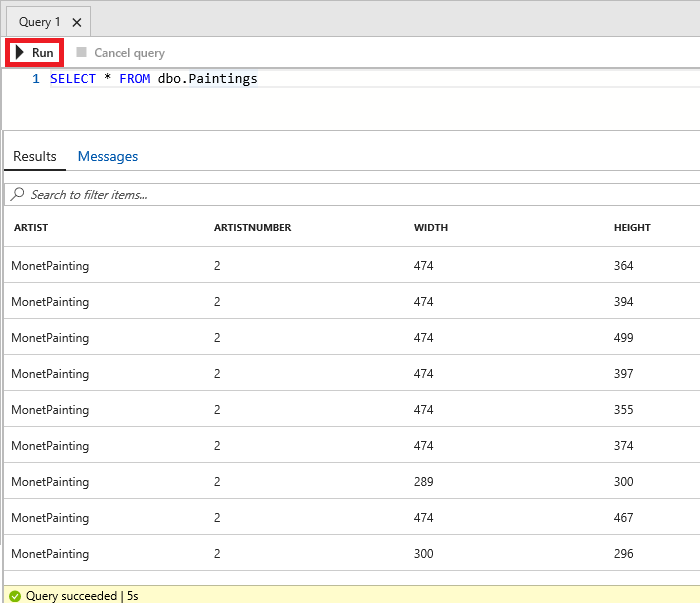 Query 1
Run Cancel query
1 SELECT * FROM dbo.Paintings
Results Messages
Search to filter items...
ARTIST ARTISTNUMBER WIDTH HEIGHT
MonetPainting 2 474 364
MonetPainting 2 474 394
MonetPainting 2 474 499
MonetPainting 2 474 397
MonetPainting 2 474 355
MonetPainting 2 474 374
MonetPainting 2 289 300
MonetPainting 2 474 467
MonetPainting 2 300 296
Query succeeded | 5s